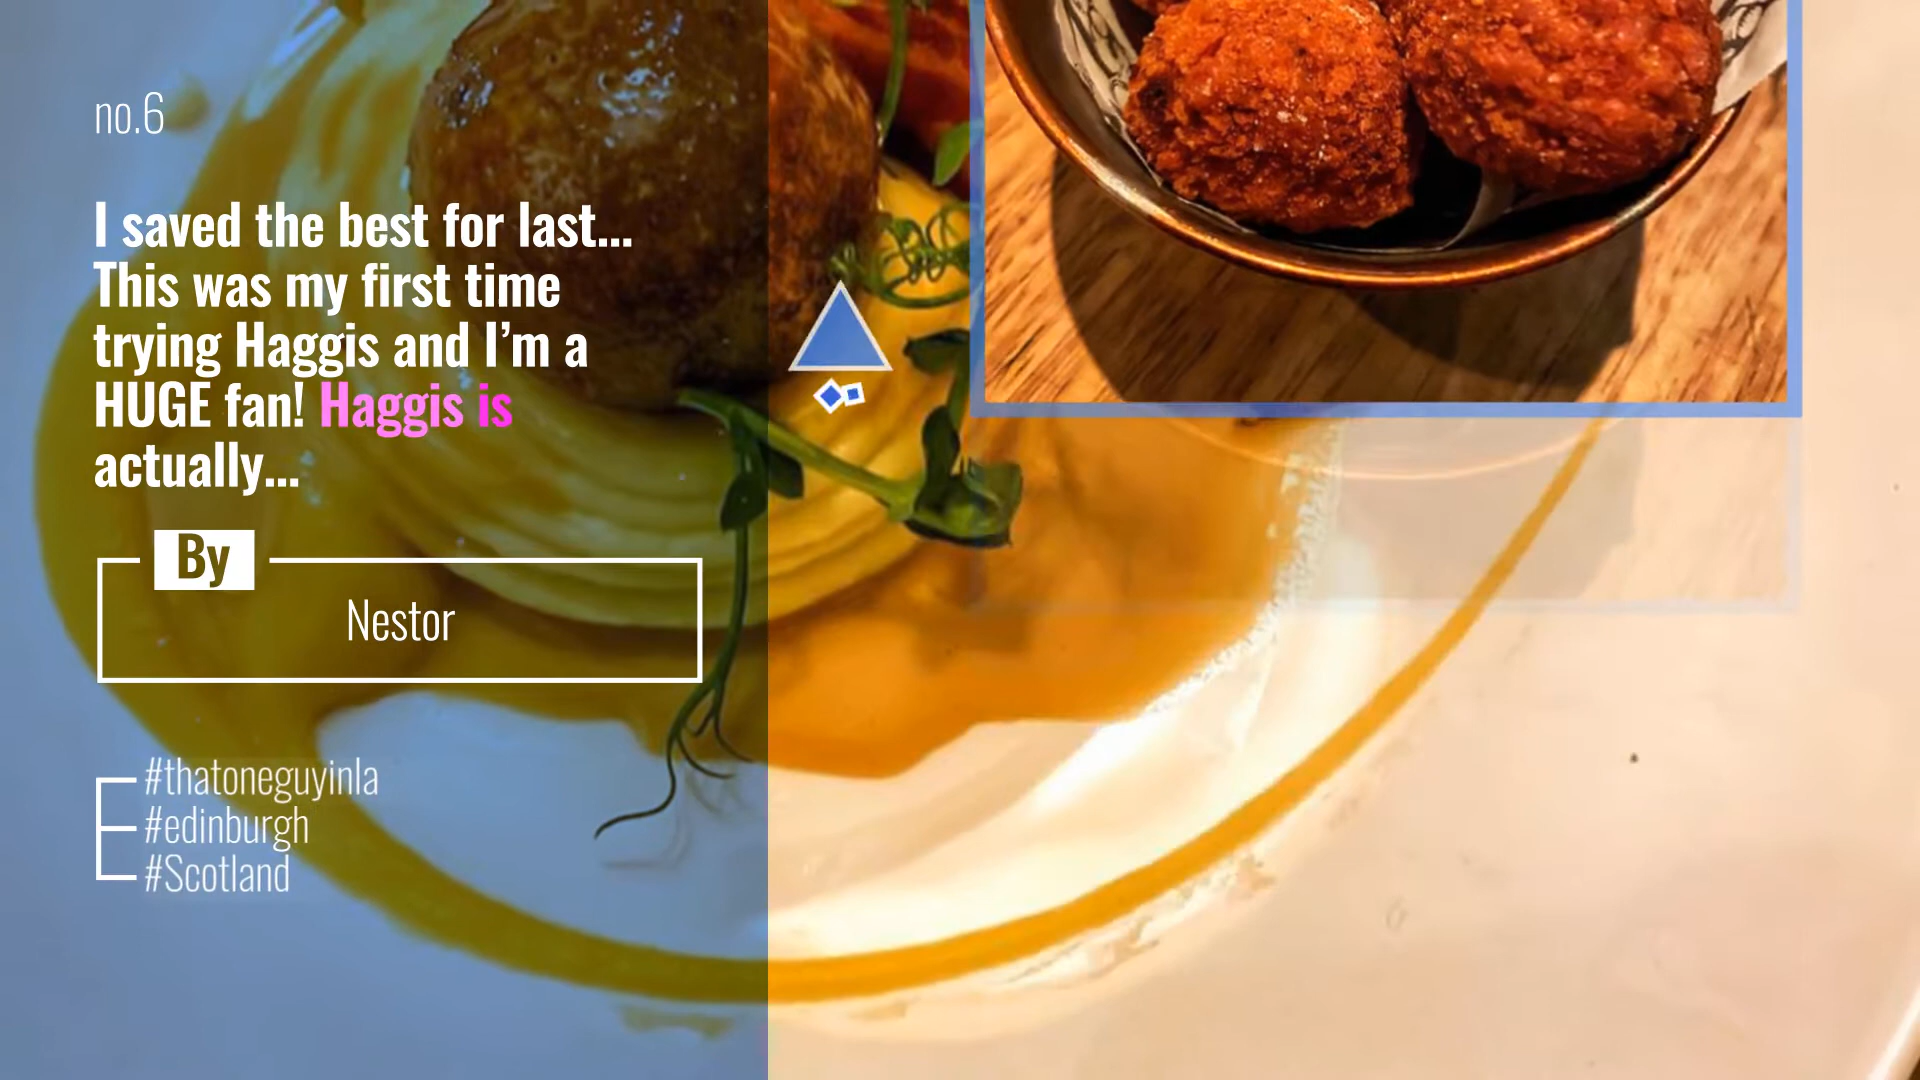 no.6
I saved the best for last...
This was my first time
trying Haggis and I’m a
HUGE fan! Haggis is
actually...
By
Nestor
#thatoneguyinla
#edinburgh
#Scotland